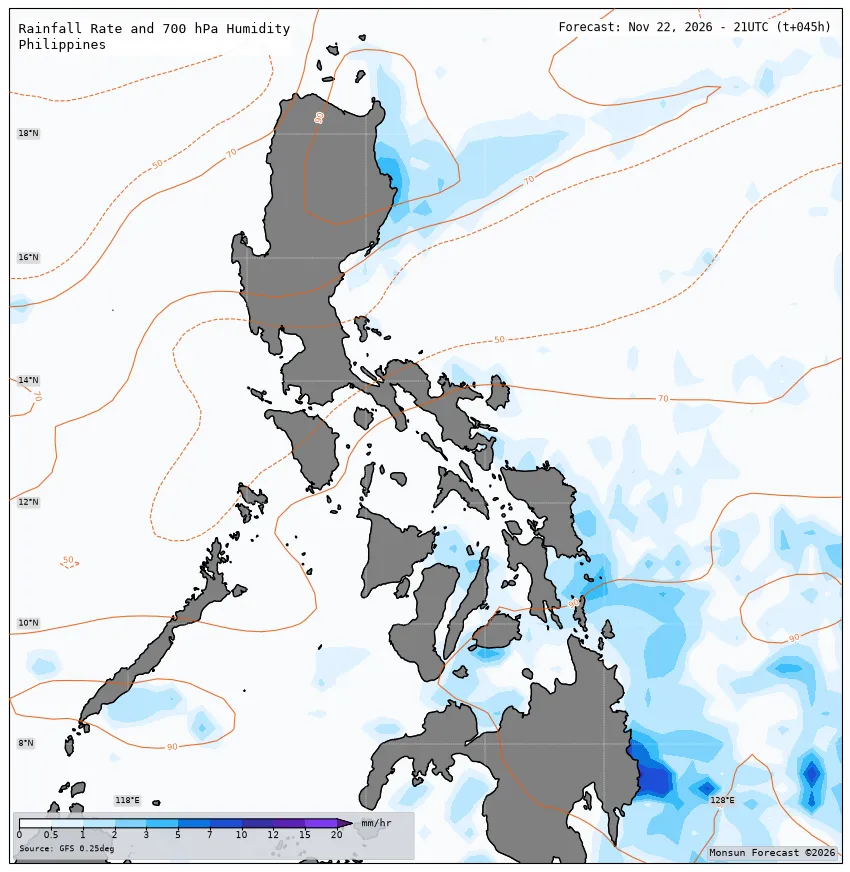 Rainfall Rate and 700 hPa Humidity
Philippines
Forecast: Nov 22, 2026 - 21UTC (t+045h)
90
18°N
50
70
70
16°N
50
14°N
70
70
12°N
50
90
10°N
90
8°N
90
118°E
128°E
0 0.5 1 2 3 5 7 10 12 15 20 mm/hr
Source: GFS 0.25deg
Monsun Forecast ©2026